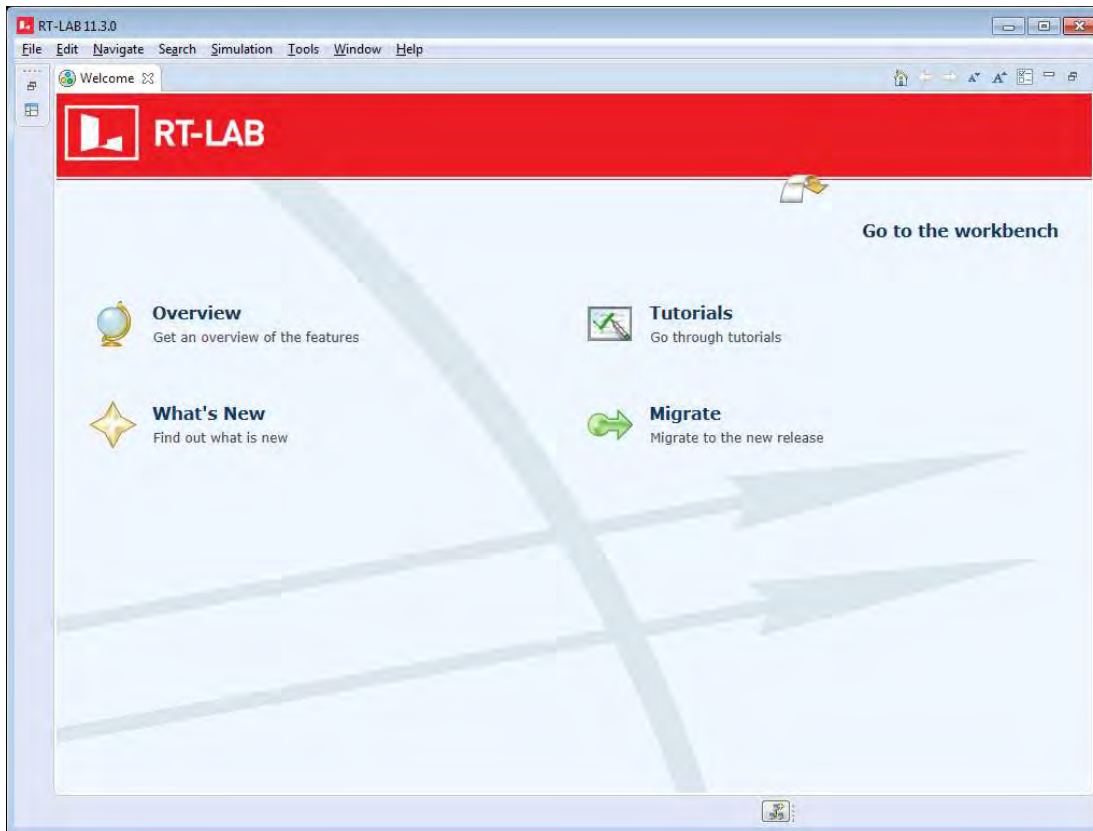 RT-LAB 11.3.0
File Edit Navigate Search Simulation Tools Window Help
Welcome
RT-LAB
Go to the workbench
Overview
Get an overview of the features
Tutorials
Go through tutorials
What's New
Find out what is new
Migrate
Migrate to the new release